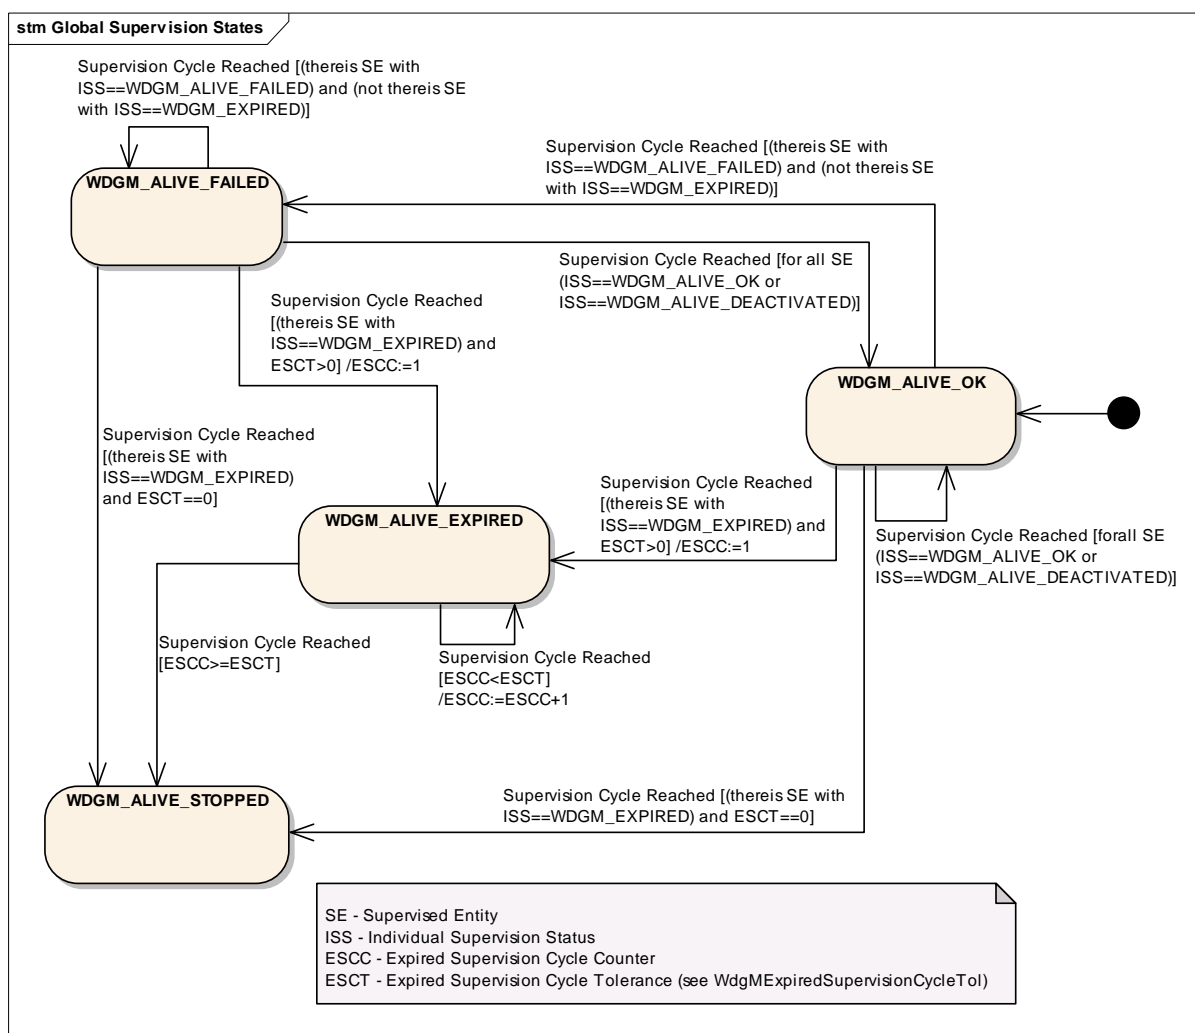 stm Global Supervision States
Supervision Cycle Reached [(thereis SE with
ISS==WDGM_ALIVE_FAILED) and (not thereis SE
with ISS==WDGM_EXPIRED)]
Supervision Cycle Reached [(thereis SE with
ISS==WDGM_ALIVE_FAILED) and (not thereis SE
with ISS==WDGM_EXPIRED)]
WDGM_ALIVE_FAILED
Supervision Cycle Reached [for all SE
(ISS==WDGM_ALIVE_OK or
ISS==WDGM_ALIVE_DEACTIVATED)]
Supervision Cycle Reached
[(thereis SE with
ISS==WDGM_EXPIRED) and
ESCT>0] /ESCC:=1
WDGM_ALIVE_OK
Supervision Cycle Reached
[(thereis SE with
ISS==WDGM_EXPIRED)
and ESCT==0]
Supervision Cycle Reached
[(thereis SE with
ISS==WDGM_EXPIRED) and
ESCT>0] /ESCC:=1
WDGM_ALIVE_EXPIRED
Supervision Cycle Reached [forall SE
(ISS==WDGM_ALIVE_OK or
ISS==WDGM_ALIVE_DEACTIVATED)]
Supervision Cycle Reached
[ESCC>=ESCT]
Supervision Cycle Reached
[ESCC<ESCT]
/ESCC:=ESCC+1
WDGM_ALIVE_STOPPED
Supervision Cycle Reached [(thereis SE with
ISS==WDGM_EXPIRED) and ESCT==0]
SE - Supervised Entity
ISS - Individual Supervision Status
ESCC - Expired Supervision Cycle Counter
ESCT - Expired Supervision Cycle Tolerance (see WdgMExpiredSupervisionCycleTol)